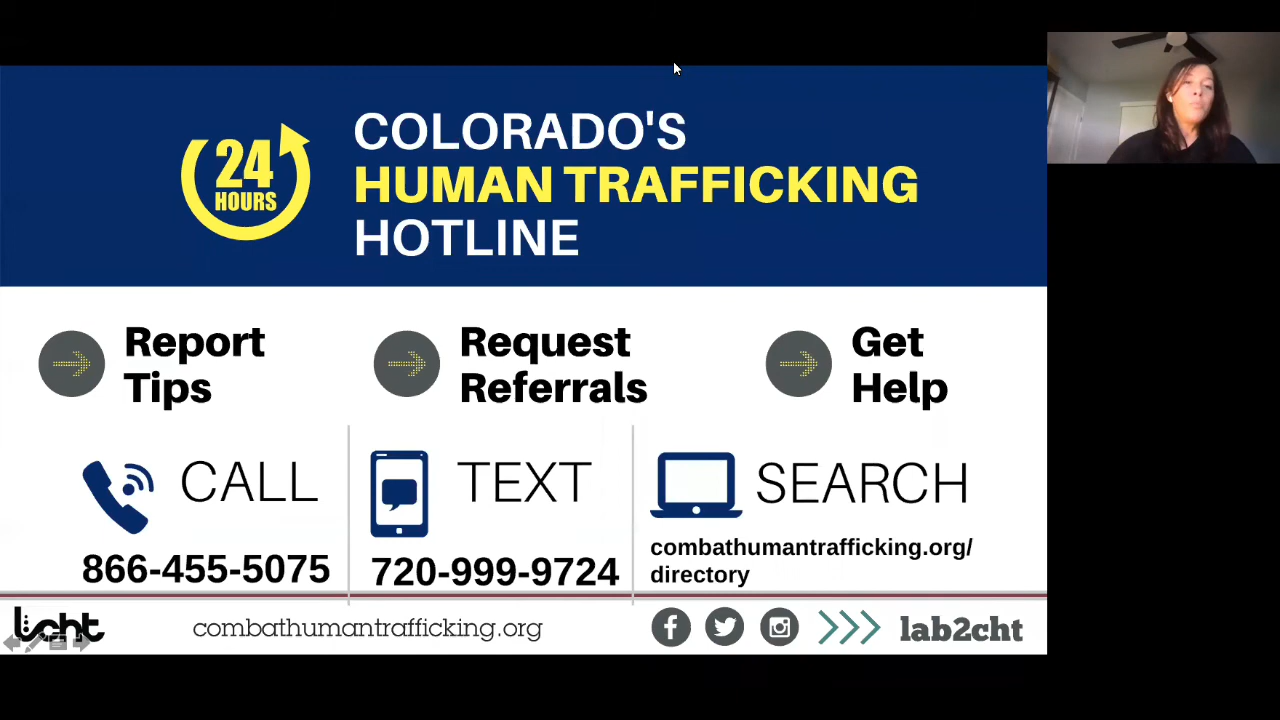 24
HOURS
COLORADO'S
HUMAN TRAFFICKING
HOTLINE
Report
Tips
Request
Referrals
Get
Help
CALL
866-455-5075
TEXT
720-999-9724
SEARCH
combathumantrafficking.org/
directory
lcht
combathumantrafficking.org
lab2cht